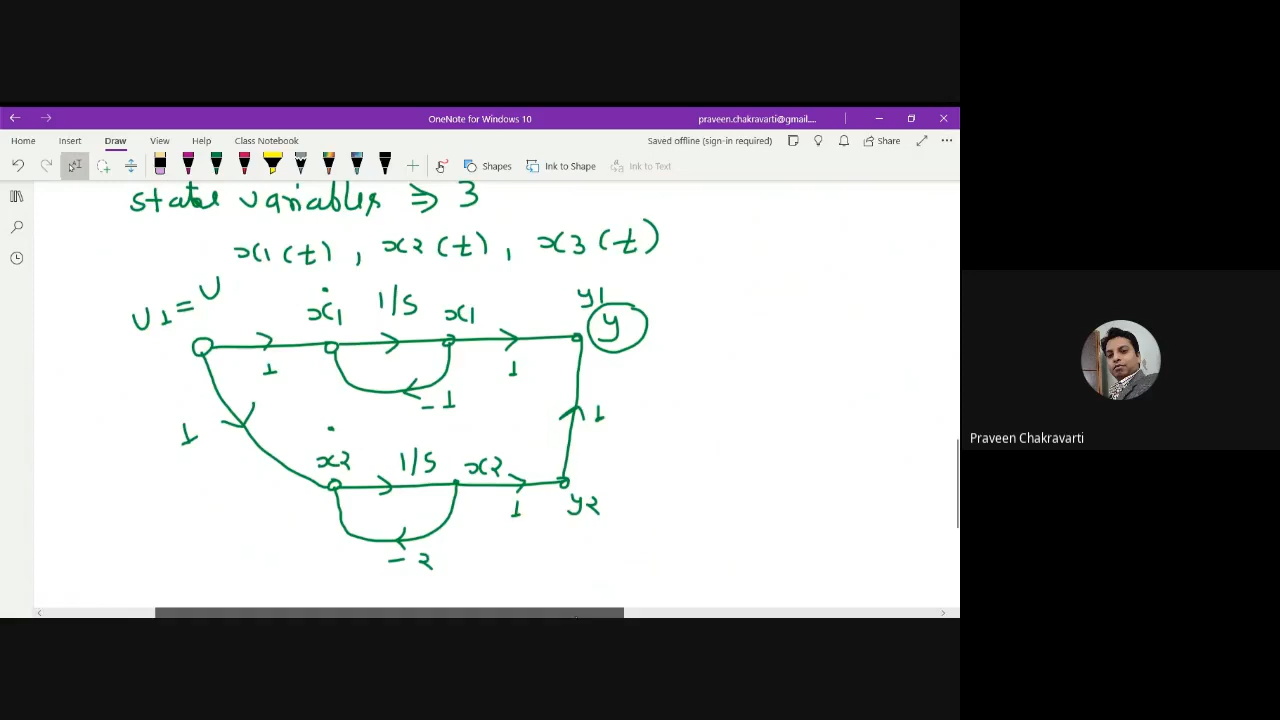 OneNote for Windows 10
praveen.chakravarti@gmail....
Home Insert Draw View Help Class Notebook
Saved offline (sign-in required) Share
Shapes Ink to Shape Ink to Text
state variables ⇒ 3
x1(t), x2(t), x3(t)
U1 = U
ẋ1 1/S x1 y1
y
1 1
-1
1
1
ẋ2 1/S x2
1 y2
-2
Praveen Chakravarti